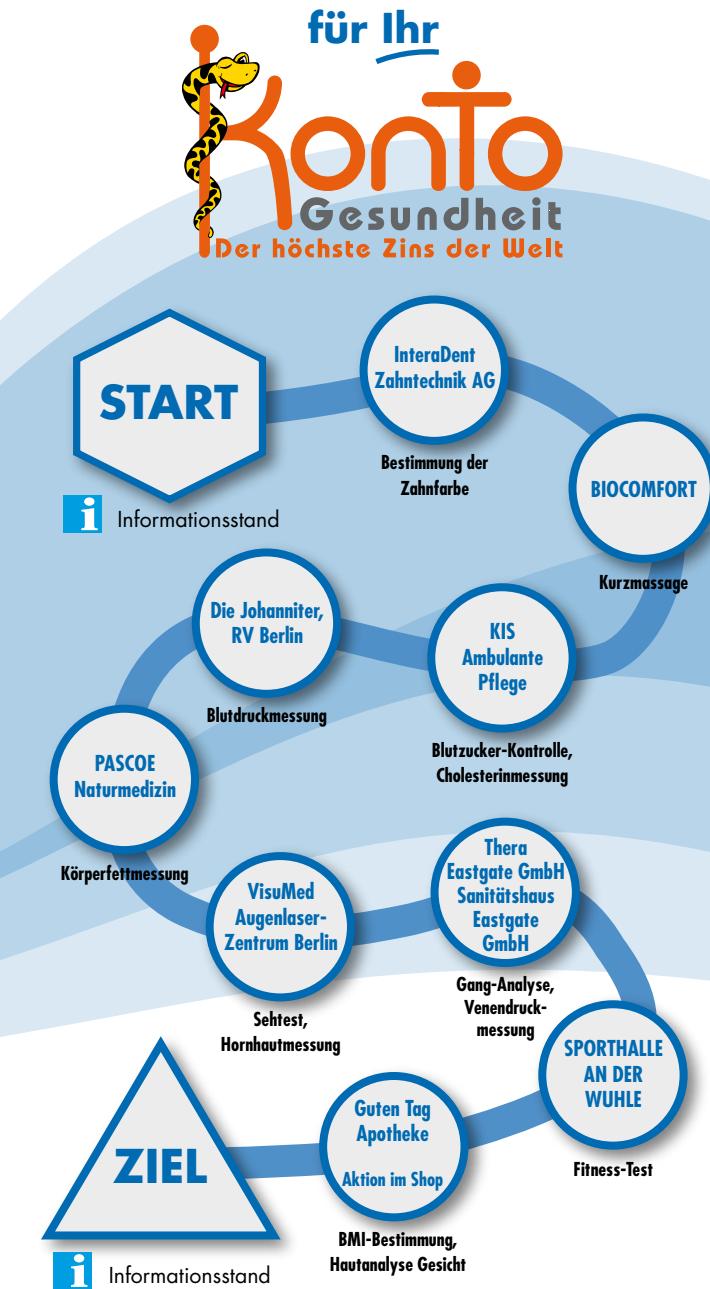 für Ihr
Konto
Gesundheit
Der höchste Zins der Welt
START
i Informationsstand
InteraDent
Zahntechnik AG
Bestimmung der
Zahnfarbe
BIOCOMFORT
Kurzmassage
KIS
Ambulante
Pflege
Blutzucker-Kontrolle,
Cholesterinmessung
Die Johanniter,
RV Berlin
Blutdruckmessung
PASCOE
Naturmedizin
Körperfettmessung
VisuMed
Augenlaser-
Zentrum Berlin
Sehtest,
Hornhautmessung
Thera
Eastgate GmbH
Sanitätshaus
Eastgate
GmbH
Gang-Analyse,
Venendruck-
messung
SPORTHALLE
AN DER
WUHLE
Fitness-Test
Guten Tag
Apotheke
Aktion im Shop
BMI-Bestimmung,
Hautanalyse Gesicht
ZIEL
i Informationsstand